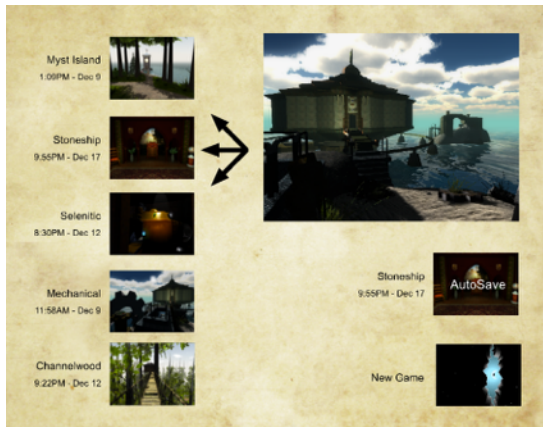 Myst Island
1:09PM - Dec 9
Stoneship
9:55PM - Dec 17
Selenitic
8:30PM - Dec 12
Mechanical
11:58AM - Dec 9
Channelwood
9:22PM - Dec 12
Stoneship
9:55PM - Dec 17
AutoSave
New Game